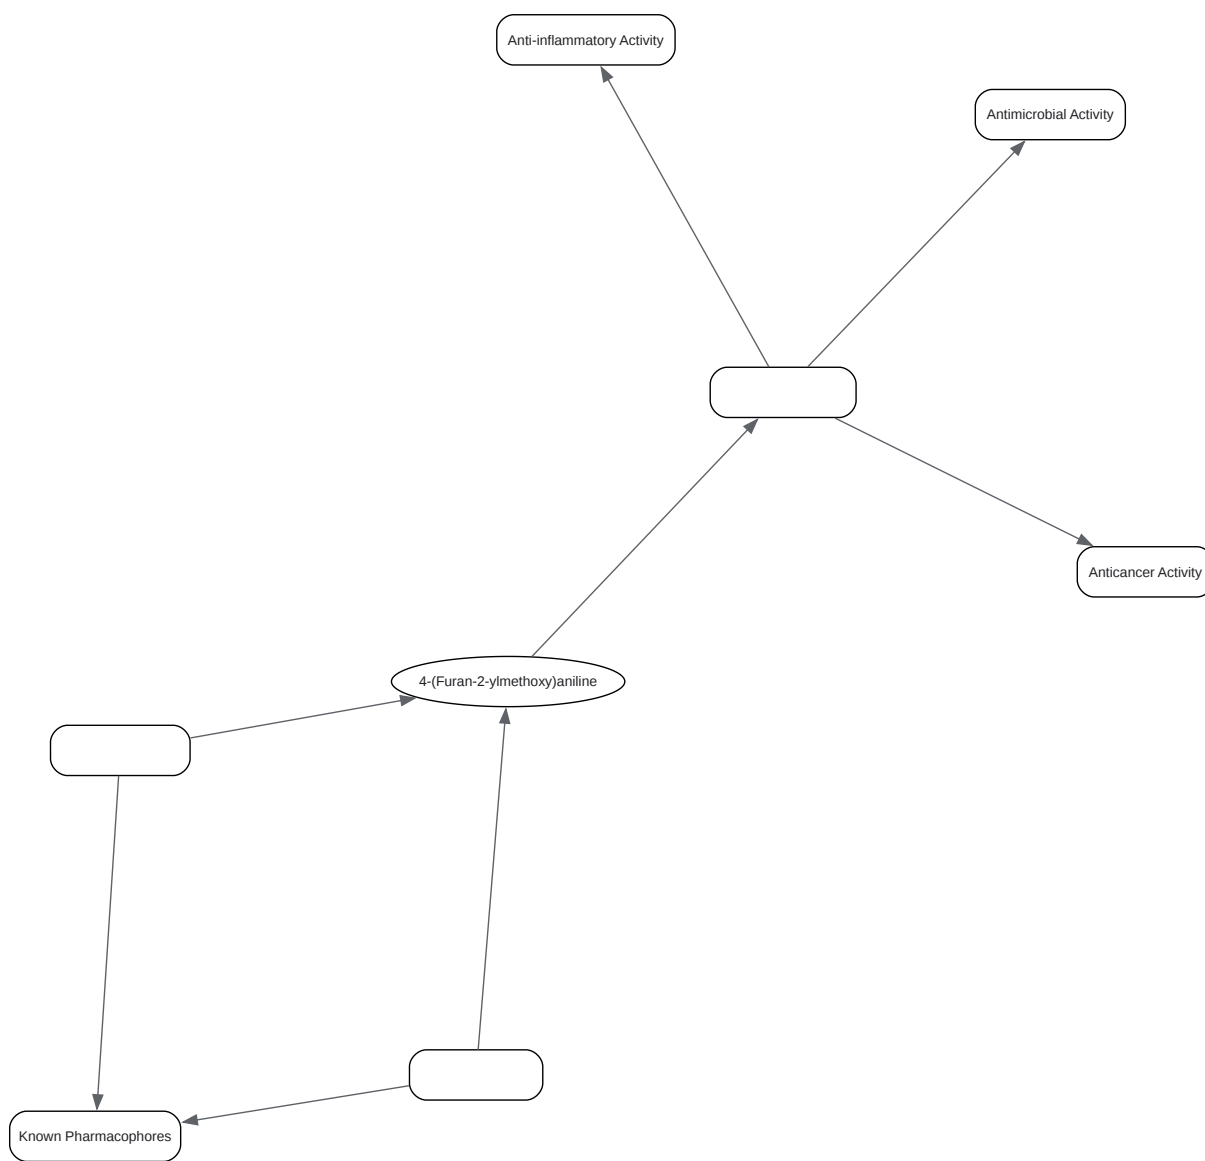 Anti-inflammatory Activity
Antimicrobial Activity
Anticancer Activity
4-(Furan-2-ylmethoxy)aniline
Known Pharmacophores